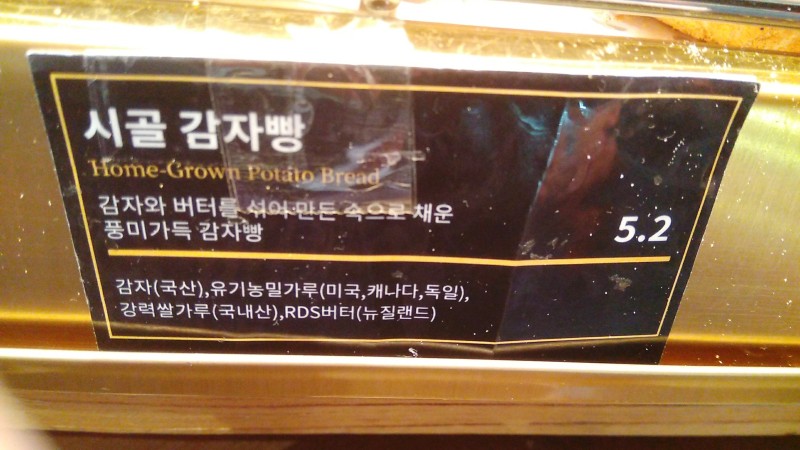 시골 감자빵
Home-Grown Potato Bread
감자와 버터를 섞어 만든 속으로 채운
풍미가득 감자빵
5.2
감자(국산),유기농밀가루(미국,캐나다,독일),
강력쌀가루(국내산),RDS버터(뉴질랜드)